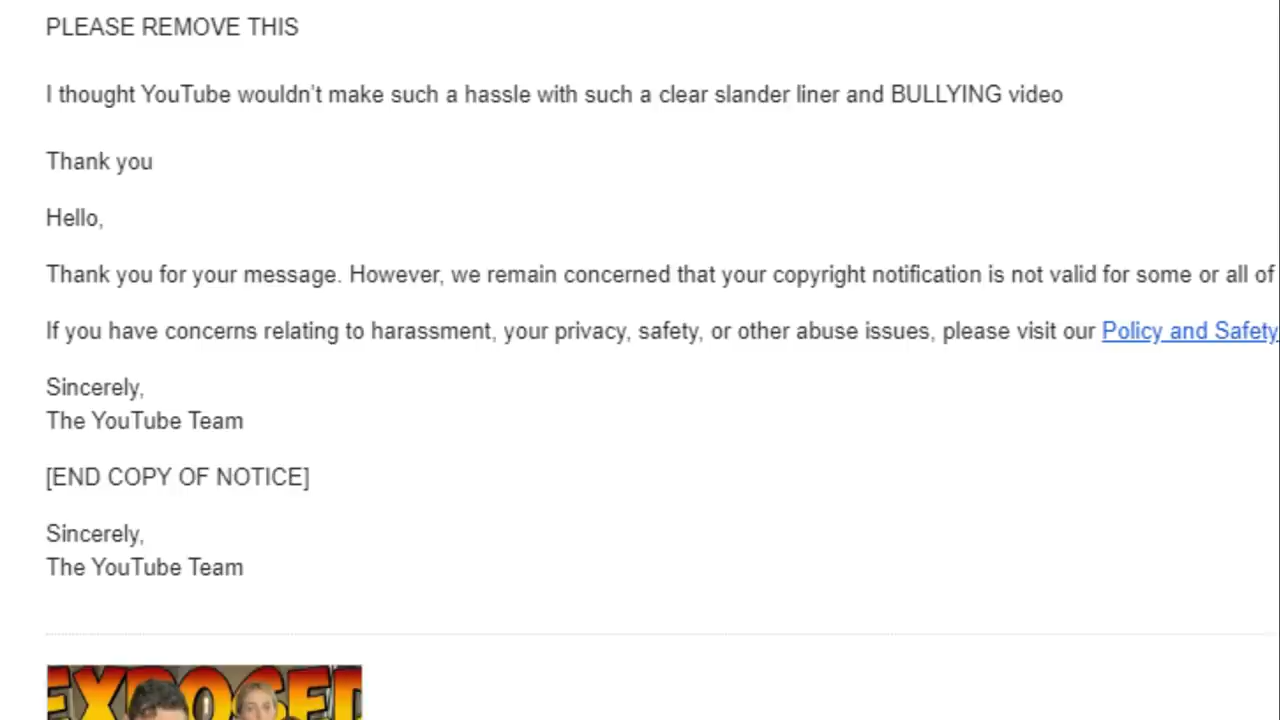 PLEASE REMOVE THIS
I thought YouTube wouldn't make such a hassle with such a clear slander liner and BULLYING video
Thank you
Hello,
Thank you for your message. However, we remain concerned that your copyright notification is not valid for some or all of
If you have concerns relating to harassment, your privacy, safety, or other abuse issues, please visit our Policy and Safety
Sincerely,
The YouTube Team
[END COPY OF NOTICE]
Sincerely,
The YouTube Team
EXPOSED